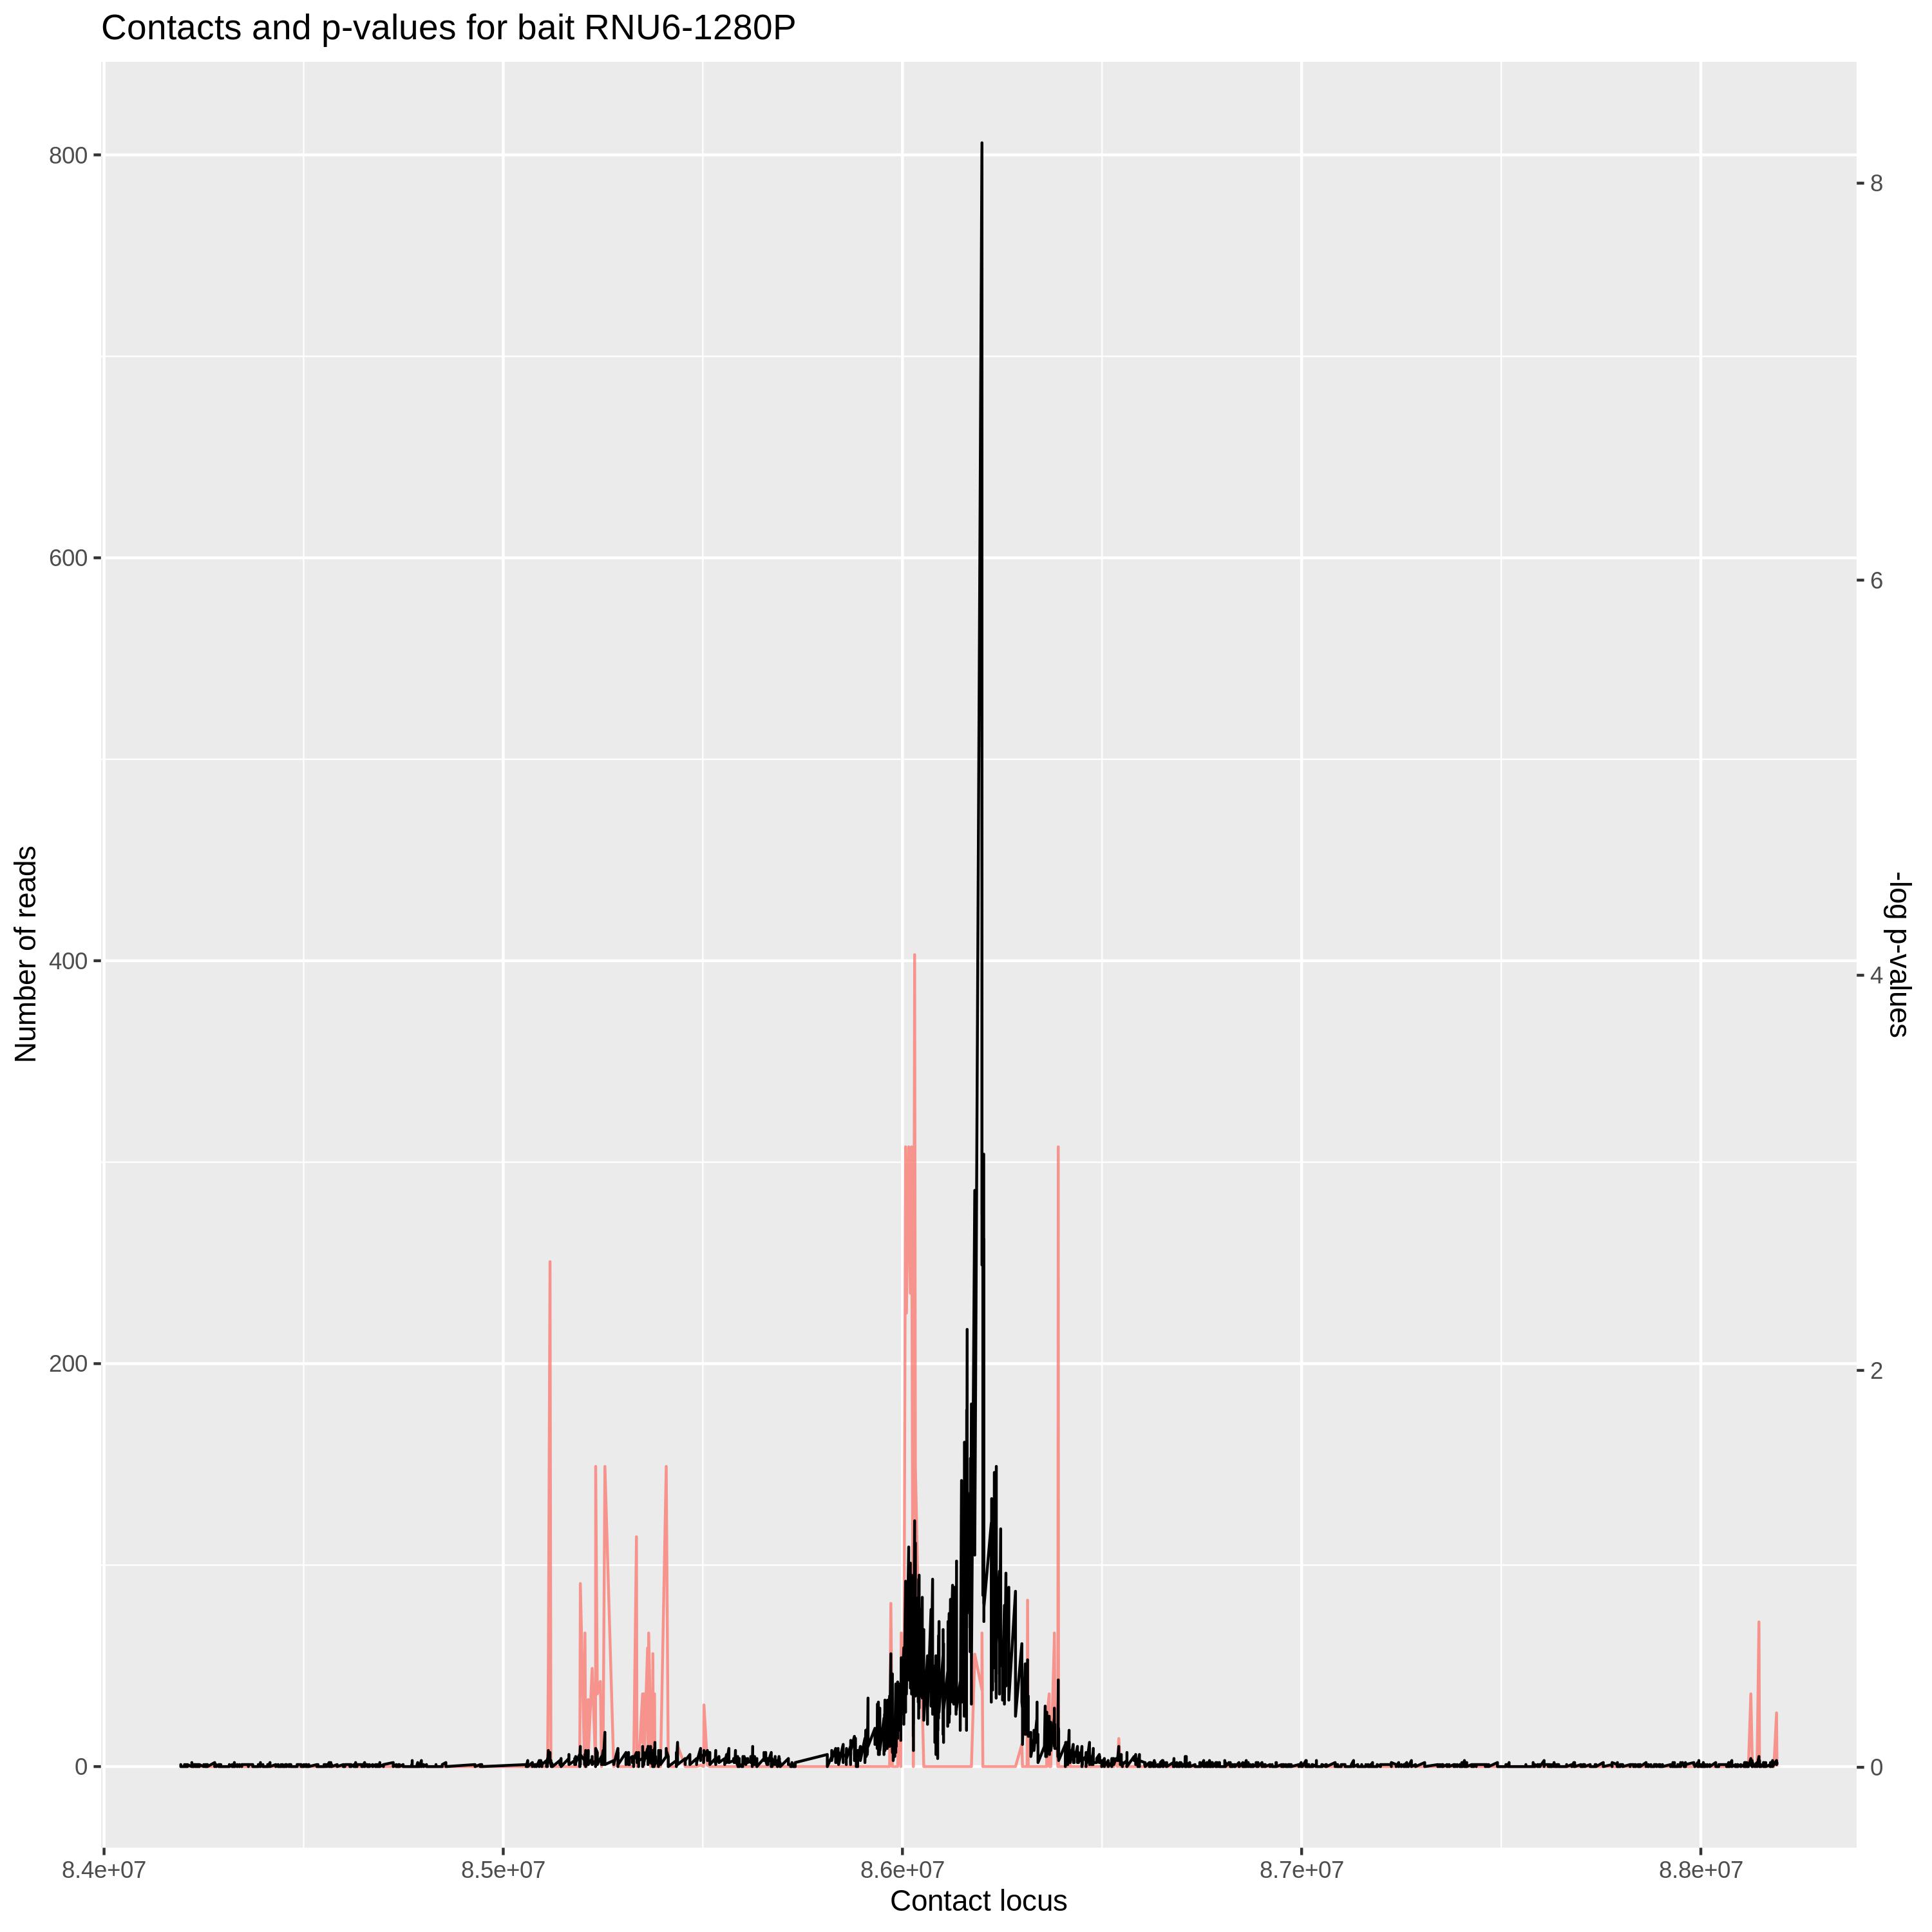 Contacts and p-values for bait RNU6-1280P
800
600
400
200
0
8
6
4
2
0
Number of reads
-log p-values
8.4e+07
8.5e+07
8.6e+07
8.7e+07
8.8e+07
Contact locus